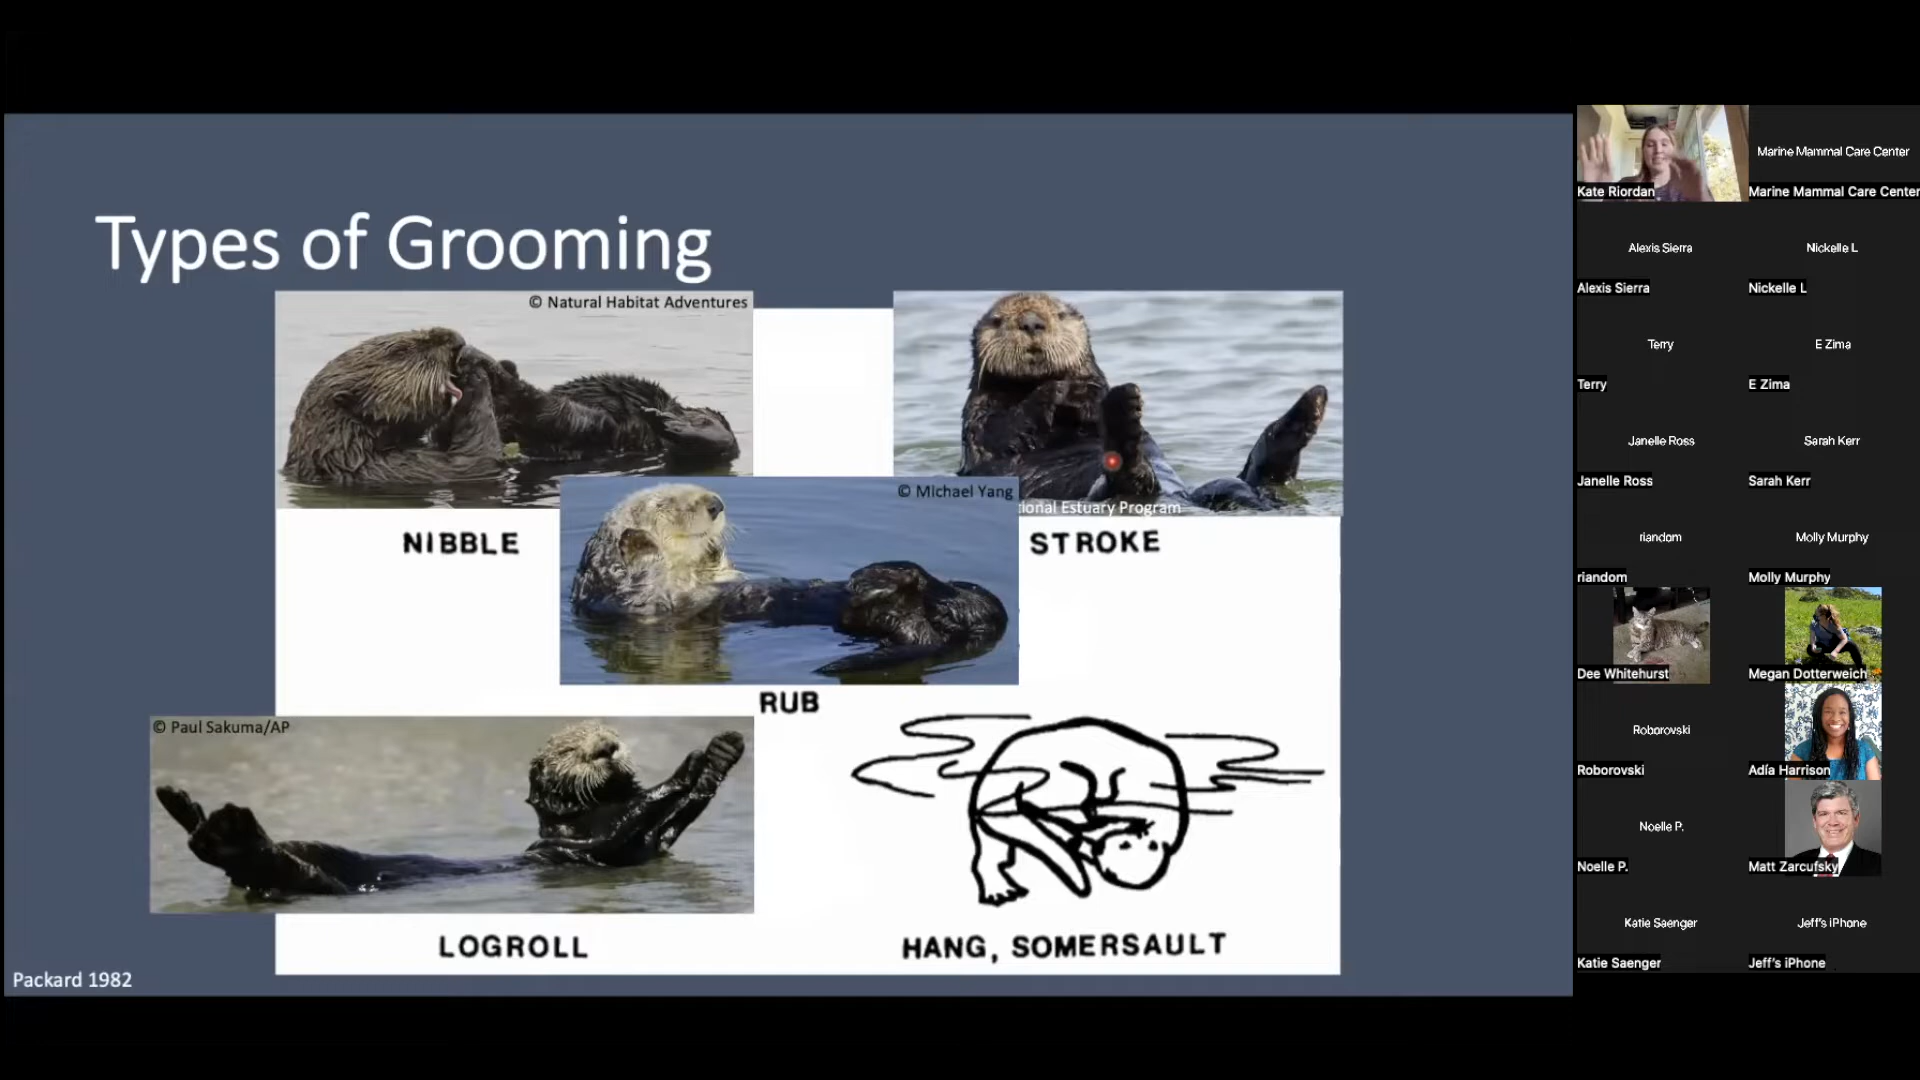 Types of Grooming
© Natural Habitat Adventures
© Michael Yang
tional Estuary Program
NIBBLE
STROKE
RUB
© Paul Sakuma/AP
LOGROLL
HANG, SOMERSAULT
Packard 1982
Kate Riordan
Marine Mammal Care Center
Marine Mammal Care Center
Alexis Sierra
Nickelle L
Alexis Sierra
Nickelle L
Terry
E Zima
Terry
E Zima
Janelle Ross
Sarah Kerr
Janelle Ross
Sarah Kerr
riandom
Molly Murphy
riandom
Molly Murphy
Dee Whitehurst
Megan Dotterweich
Roborovski
Roborovski
Adía Harrison
Noelle P.
Noelle P.
Matt Zarcufsky
Katie Saenger
Jeff's iPhone
Katie Saenger
Jeff's iPhone